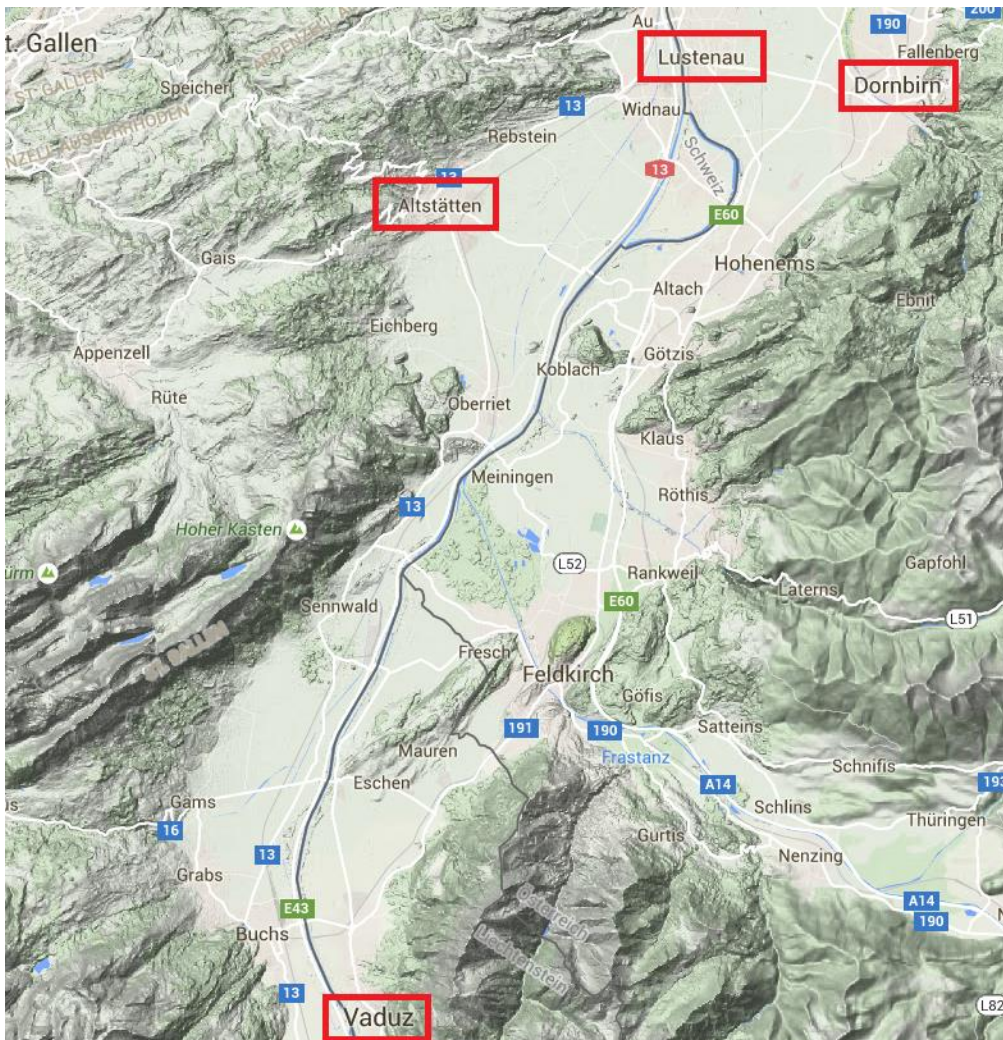 Au
190
200
t. Gallen
Lustenau
Fallenberg
ST. GALLEN
Speicher
Dornbirn
13
Widnau
Rebstein
Schweiz
13
13
Altstätten
E60
Gais
Hohenems
Altach
Ebnit
Eichberg
Appenzell
Koblach
Götzis
Rüte
Oberriet
Klaus
Meiningen
Röthis
13
Hoher Kasten
L52
Gapfohl
Rankweil
Laterns
Sennwald
E60
L51
ST. GALLEN
Fresch
Feldkirch
Göfis
191
190
Satteins
Mauren
Frastanz
Schnifis
Eschen
A14
193
Gams
Schlins
16
Thüringen
13
Gurtis
Nenzing
Grabs
A14
E43
Österreich
190
Buchs
Liechtenstein
13
Vaduz
L82